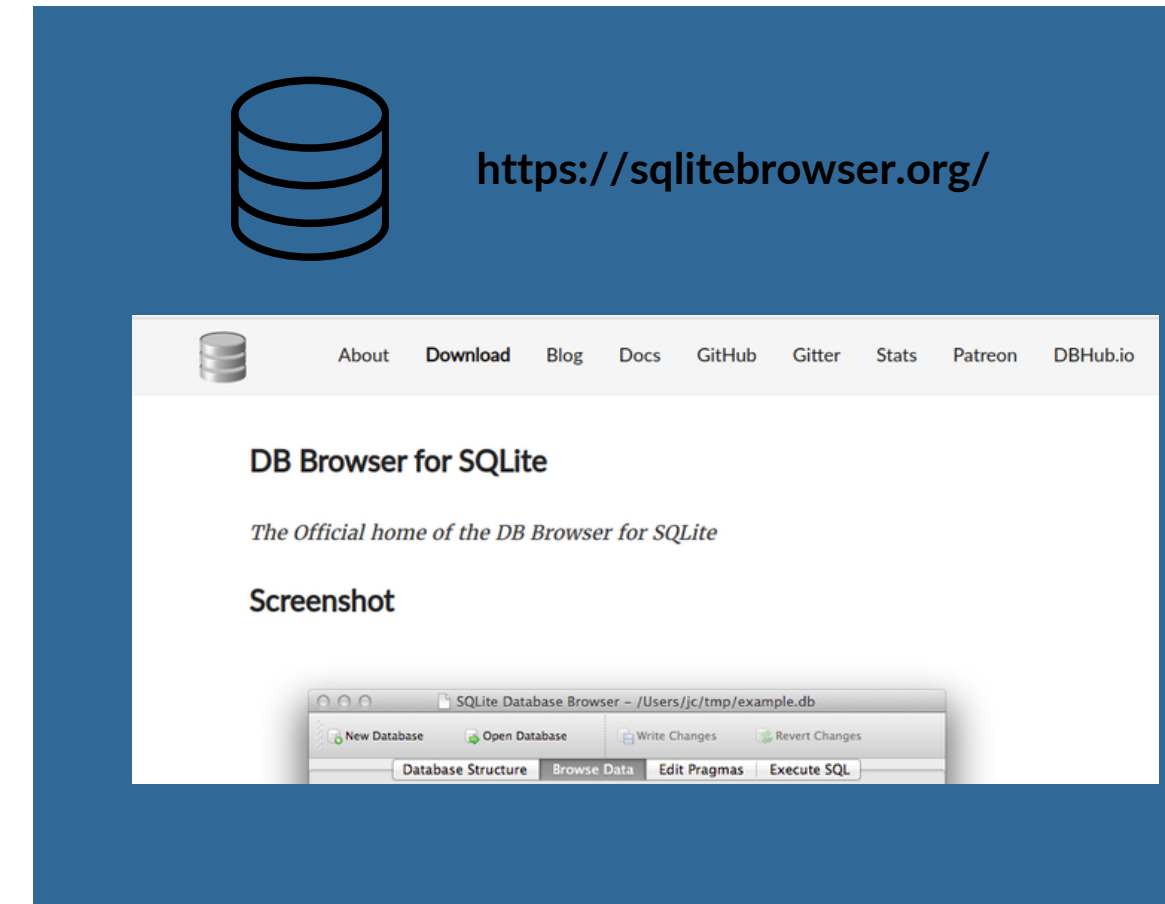 https://sqlitebrowser.org/
About Download Blog Docs GitHub Gitter Stats Patreon DBHub.io
DB Browser for SQLite
The Official home of the DB Browser for SQLite
Screenshot
SQLite Database Browser – /Users/jc/tmp/example.db
New Database Open Database Write Changes Revert Changes
Database Structure Browse Data Edit Pragmas Execute SQL